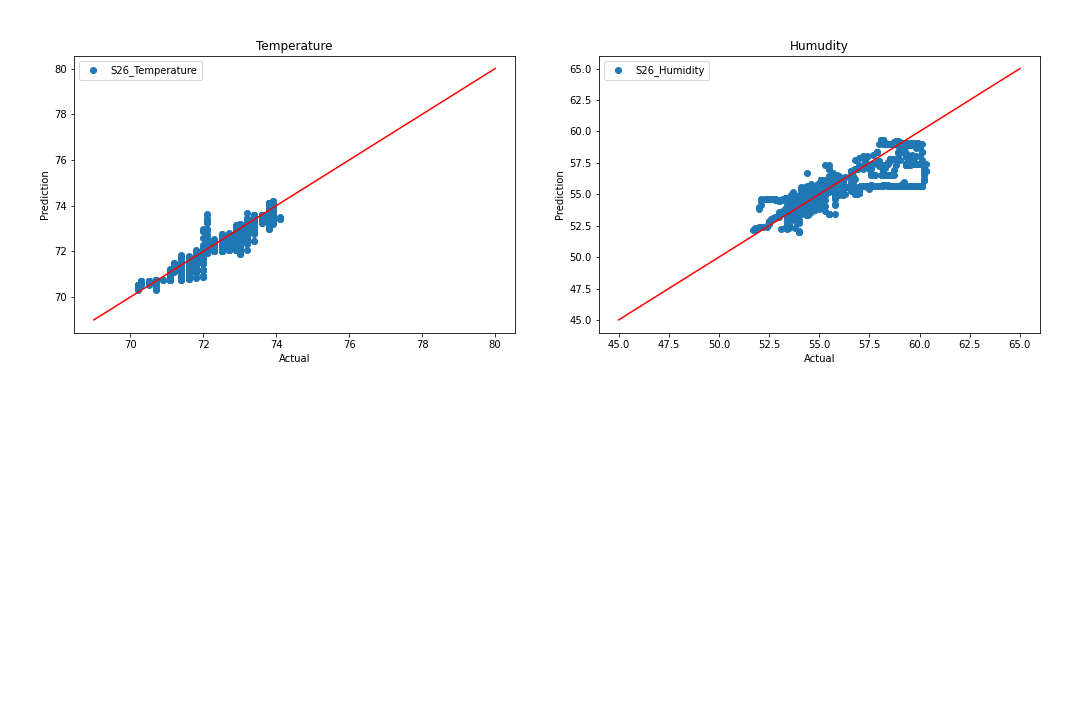 Temperature
S26_Temperature
80
78
76
74
72
70
Prediction
70 72 74 76 78 80
Actual
Humudity
S26_Humidity
65.0
62.5
60.0
57.5
55.0
52.5
50.0
47.5
45.0
Prediction
45.0 47.5 50.0 52.5 55.0 57.5 60.0 62.5 65.0
Actual